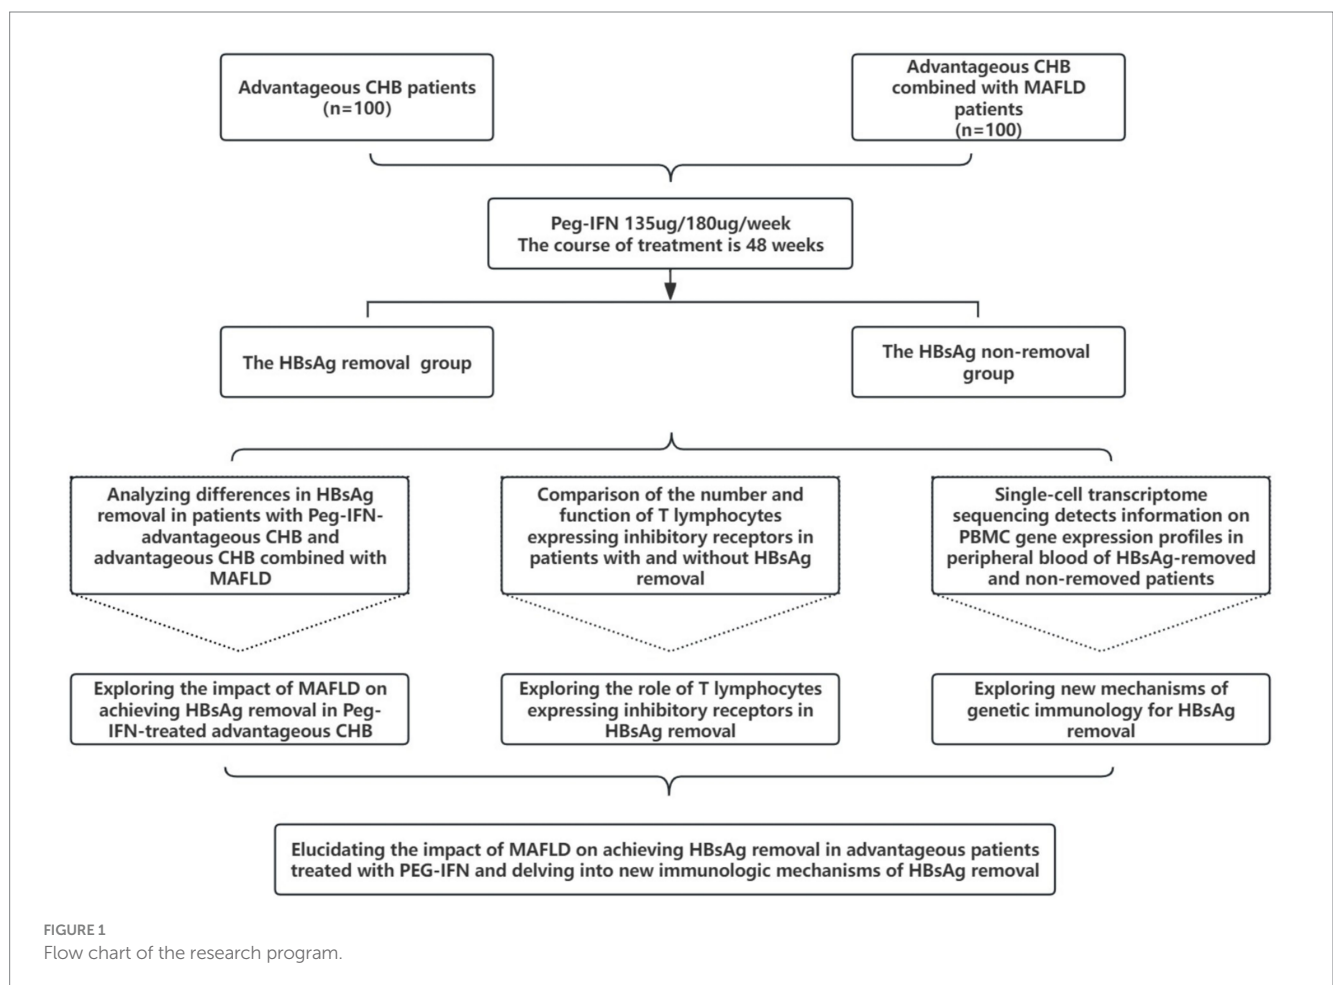 Advantageous CHB patients
(n=100)
Advantageous CHB
combined with MAFLD
patients
(n=100)
Peg-IFN 135ug/180ug/week
The course of treatment is 48 weeks
The HBsAg removal group
The HBsAg non-removal
group
Analyzing differences in HBsAg
removal in patients with Peg-IFN-
advantageous CHB and
advantageous CHB combined with
MAFLD
Comparison of the number and
function of T lymphocytes
expressing inhibitory receptors in
patients with and without HBsAg
removal
Single-cell transcriptome
sequencing detects information on
PBMC gene expression profiles in
peripheral blood of HBsAg-removed
and non-removed patients
Exploring the impact of MAFLD on
achieving HBsAg removal in Peg-
IFN-treated advantageous CHB
Exploring the role of T lymphocytes
expressing inhibitory receptors in
HBsAg removal
Exploring new mechanisms of
genetic immunology for HBsAg
removal
Elucidating the impact of MAFLD on achieving HBsAg removal in advantageous patients
treated with PEG-IFN and delving into new immunologic mechanisms of HBsAg removal
FIGURE 1
Flow chart of the research program.